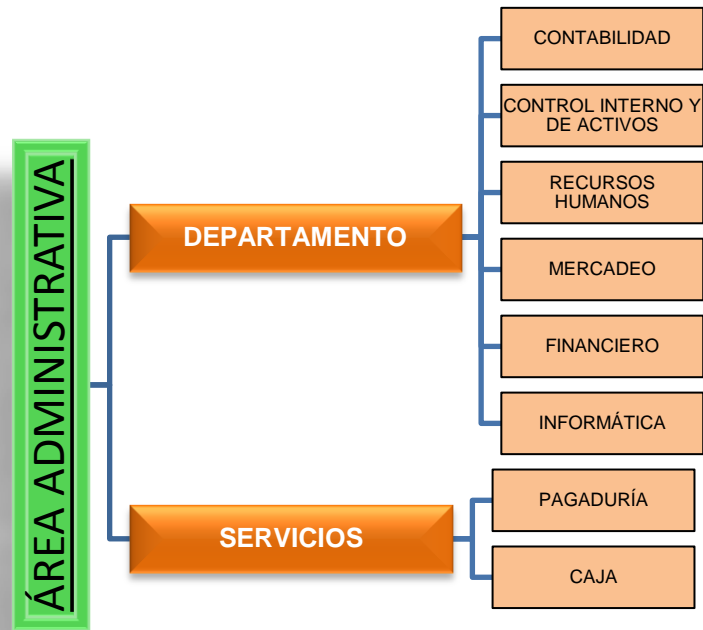 ÁREA ADMINISTRATIVA
DEPARTAMENTO
CONTABILIDAD
CONTROL INTERNO Y
DE ACTIVOS
RECURSOS
HUMANOS
MERCADEO
FINANCIERO
INFORMÁTICA
SERVICIOS
PAGADURÍA
CAJA